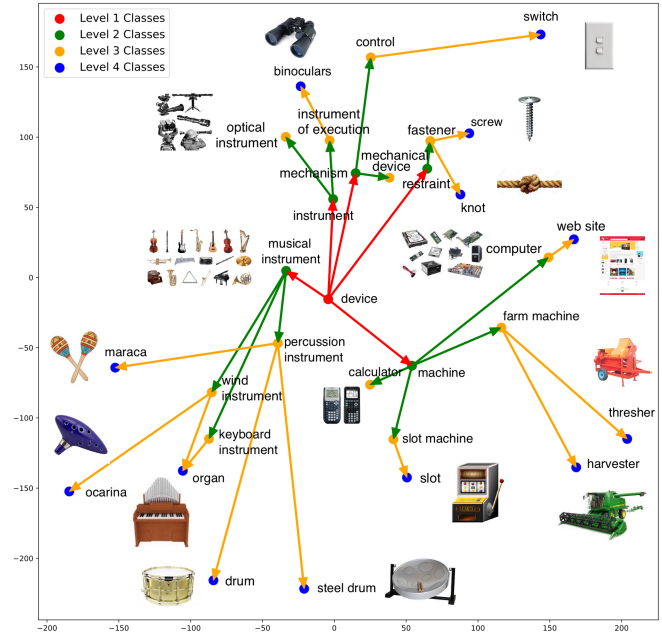 Level 1 Classes
Level 2 Classes
Level 3 Classes
Level 4 Classes
switch
control
binoculars
instrument
of execution
optical
instrument
screw
fastener
mechanical
device
mechanism
restraint
knot
instrument
musical
instrument
web site
computer
device
farm machine
percussion
instrument
maraca
calculator
machine
wind
instrument
thresher
keyboard
instrument
slot machine
organ
slot
harvester
ocarina
drum
steel drum
150
100
50
0
−50
−100
−150
−200
−200
−150
−100
−50
0
50
100
150
200